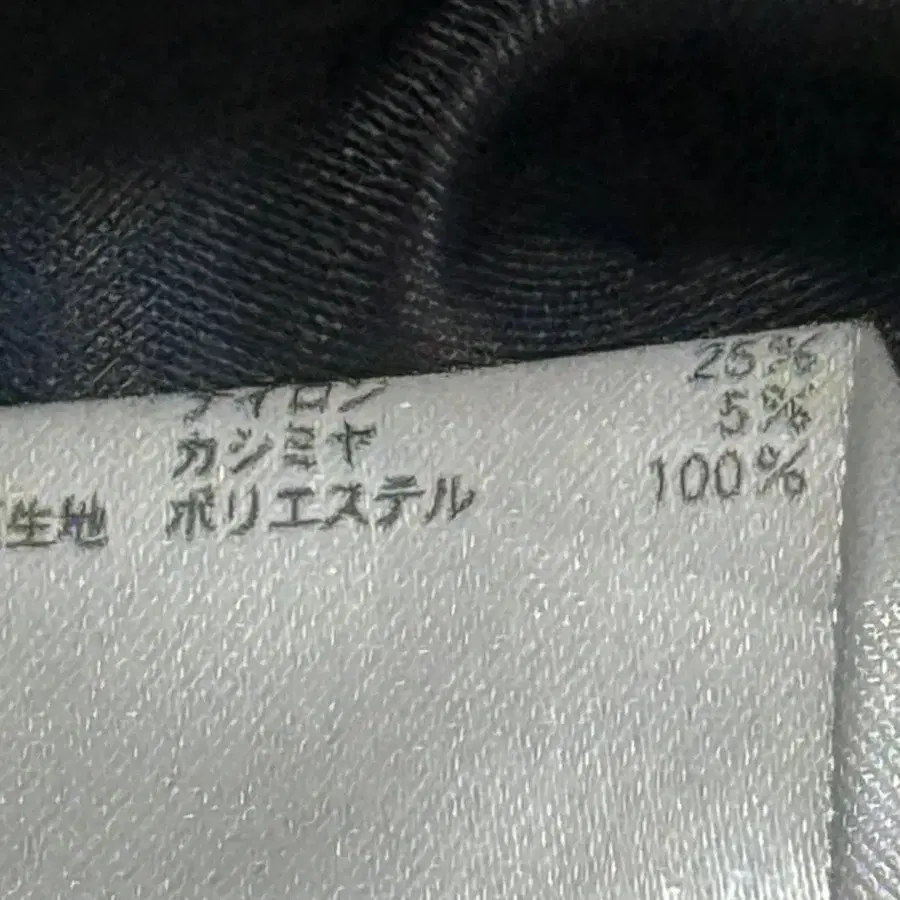 ナイロン 25%
カシミヤ 5%
生地 ポリエステル 100%